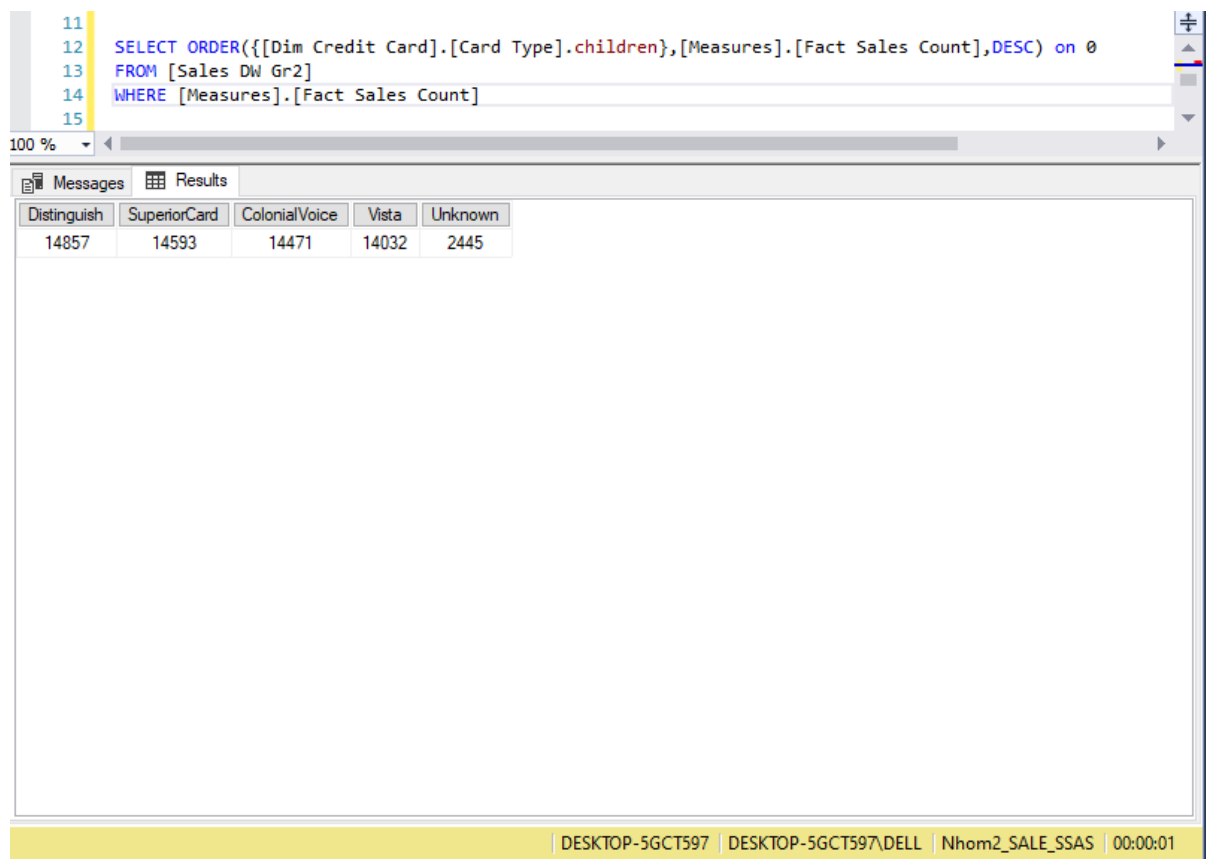 11
12 SELECT ORDER({[Dim Credit Card].[Card Type].children},[Measures].[Fact Sales Count],DESC) on 0
13 FROM [Sales DW Gr2]
14 WHERE [Measures].[Fact Sales Count]
15
100 %
Messages Results
Distinguish SuperiorCard ColonialVoice Vista Unknown
14857 14593 14471 14032 2445
DESKTOP-5GCT597 DESKTOP-5GCT597\DELL Nhom2_SALE_SSAS 00:00:01